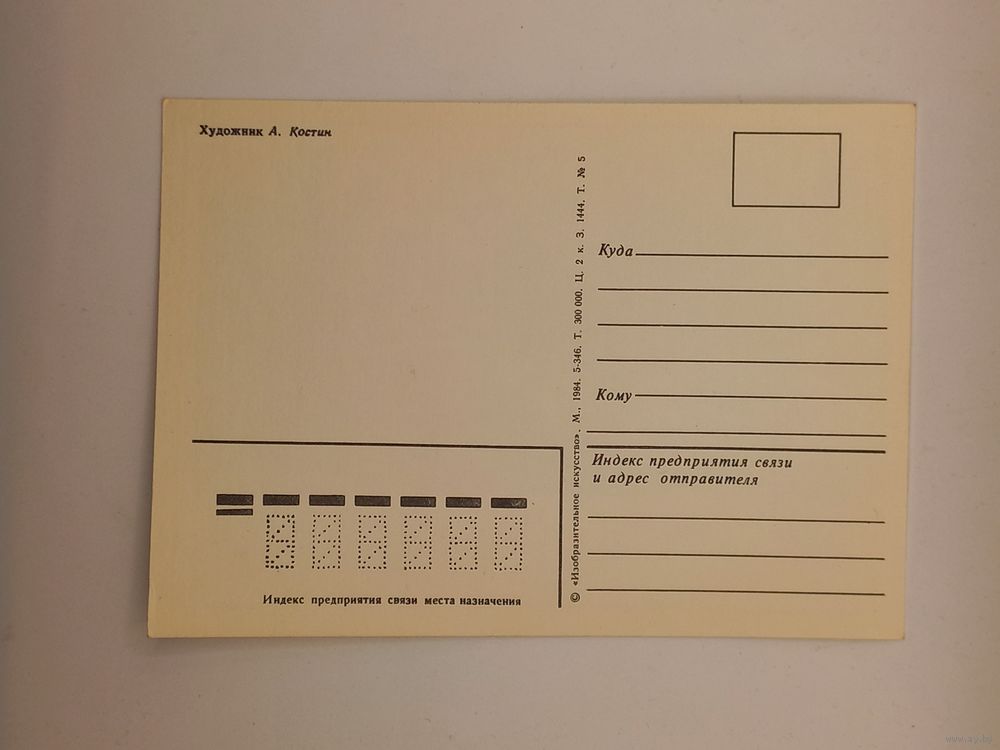 Художник А. Костин
Куда
Кому
Индекс предприятия связи
и адрес отправителя
© «Изобразительное искусство». М., 1984. 5-346. Т. 300 000. Ц. 2 к. З. 1444. Т. № 5
Индекс предприятия связи места назначения